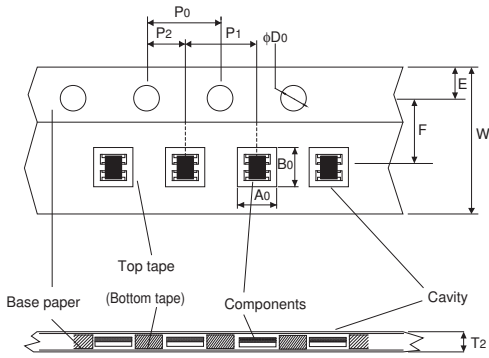 P0
P2
P1
ϕD0
E
F
W
B0
A0
Top tape
(Bottom tape)
Base paper
Components
Cavity
T2